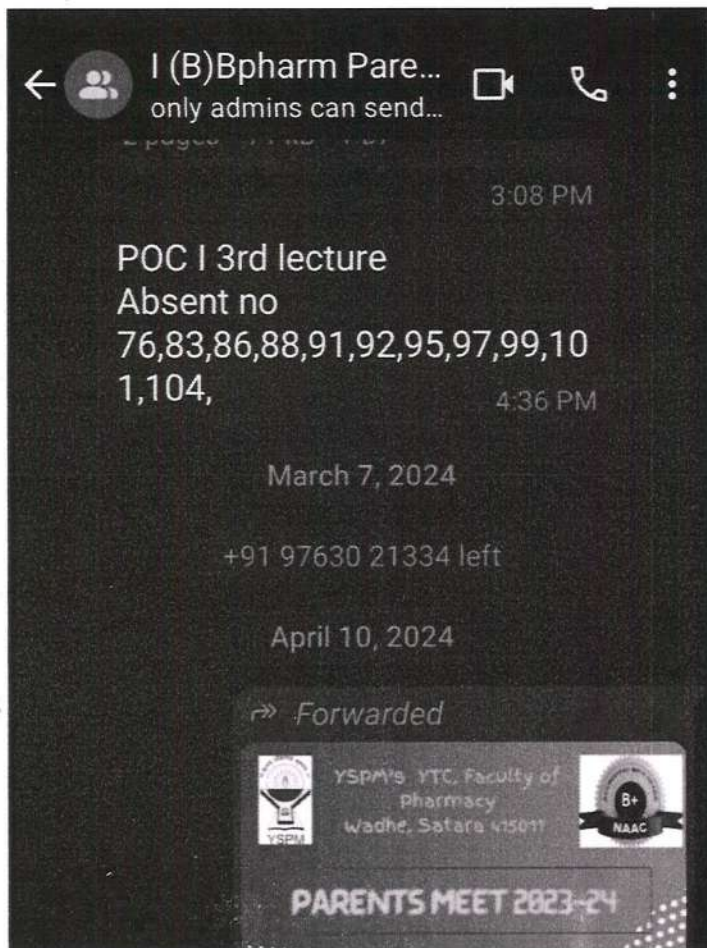 I (B)Bpharm Pare...
only admins can send...
3:08 PM
POC I 3rd lecture
Absent no
76,83,86,88,91,92,95,97,99,10
1,104,
4:36 PM
March 7, 2024
+91 97630 21334 left
April 10, 2024
Forwarded
YSPM's YTC, Faculty of
Pharmacy
Wadhe, Satara 415011
YSPM
B+
NAAC
PARENTS MEET 2023-24